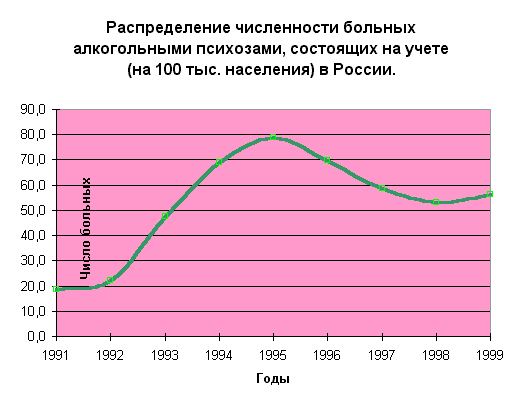 Распределение численности больных
алкогольными психозами, состоящих на учете
(на 100 тыс. населения) в России.
90,0
80,0
70,0
60,0
50,0
40,0
30,0
20,0
10,0
0,0
Число больных
1991 1992 1993 1994 1995 1996 1997 1998 1999
Годы